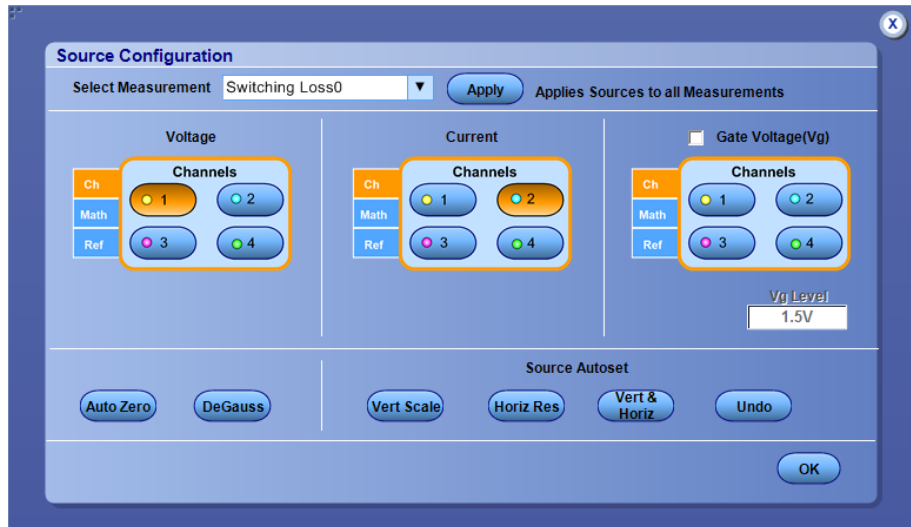 X
Source Configuration
Select Measurement Switching Loss0 Apply Applies Sources to all Measurements
Voltage Current Gate Voltage(Vg)
Ch Channels Ch Channels Ch Channels
1 2 1 2 1 2
Math Math Math
Ref 3 4 Ref 3 4 Ref 3 4
Vg Level
1.5V
Source Autoset
Auto Zero DeGauss Vert Scale Horiz Res Vert & Horiz Undo
OK